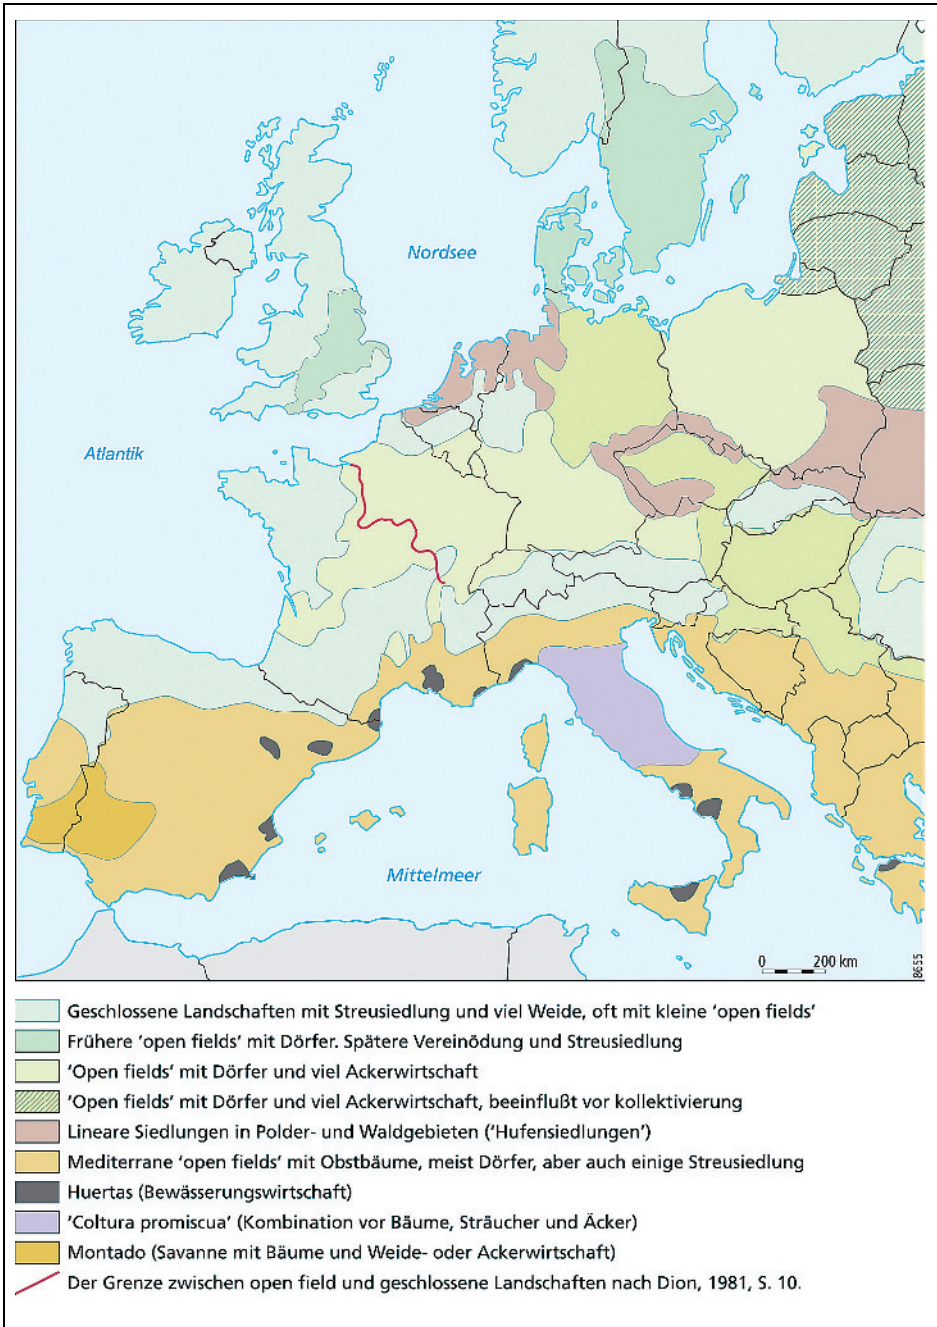 Nordsee
Atlantik
Mittelmeer
0 200 km
8655
Geschlossene Landschaften mit Streusiedlung und viel Weide, oft mit kleine ‘open fields’
Frühere ‘open fields’ mit Dörfer. Spätere Vereinödung und Streusiedlung
‘Open fields’ mit Dörfer und viel Ackerwirtschaft
‘Open fields’ mit Dörfer und viel Ackerwirtschaft, beeinflußt vor kollektivierung
Lineare Siedlungen in Polder- und Waldgebieten (‘Hufensiedlungen’)
Mediterrane ‘open fields’ mit Obstbäume, meist Dörfer, aber auch einige Streusiedlung
Huertas (Bewässerungswirtschaft)
‘Coltura promiscua’ (Kombination vor Bäume, Sträucher und Äcker)
Montado (Savanne mit Bäume und Weide- oder Ackerwirtschaft)
Der Grenze zwischen open field und geschlossene Landschaften nach Dion, 1981, S. 10.